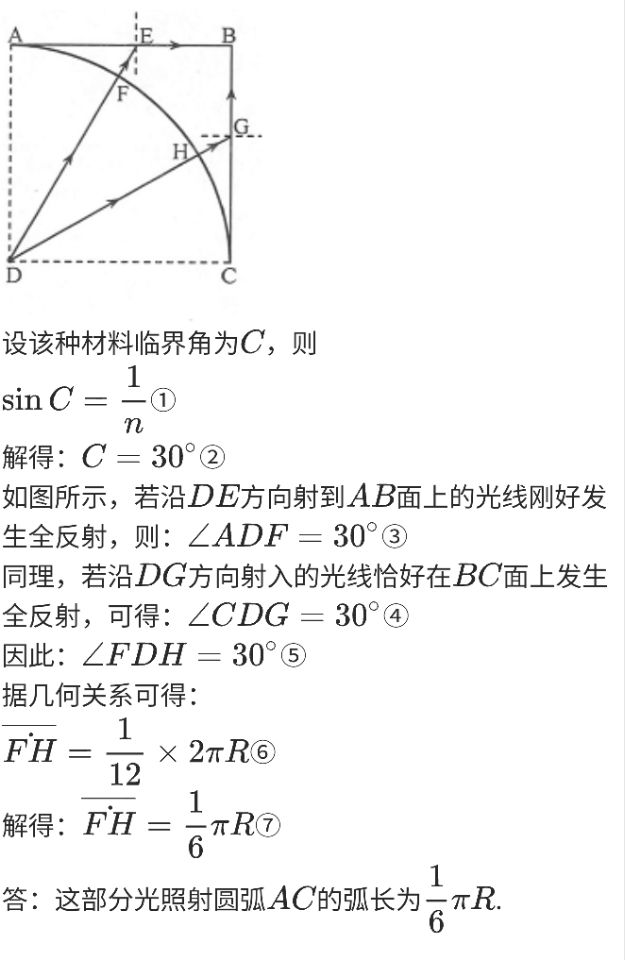 A E B
F
G
H
D C
设该种材料临界角为C，则
sin C = 1/n①
解得：C = 30°②
如图所示，若沿DE方向射到AB面上的光线刚好发
生全反射，则：∠ADF = 30°③
同理，若沿DG方向射入的光线恰好在BC面上发生
全反射，可得：∠CDG = 30°④
因此：∠FDH = 30°⑤
据几何关系可得：
\overline{\dot{FH}} = 1/12 × 2πR⑥
解得：\overline{\dot{FH}} = 1/6 πR⑦
答：这部分光照射圆弧AC的弧长为1/6 πR.